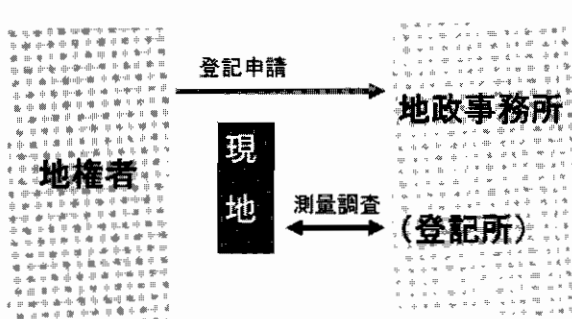 登記申請
地政事務所
現地
地権者
測量調査
(登記所)